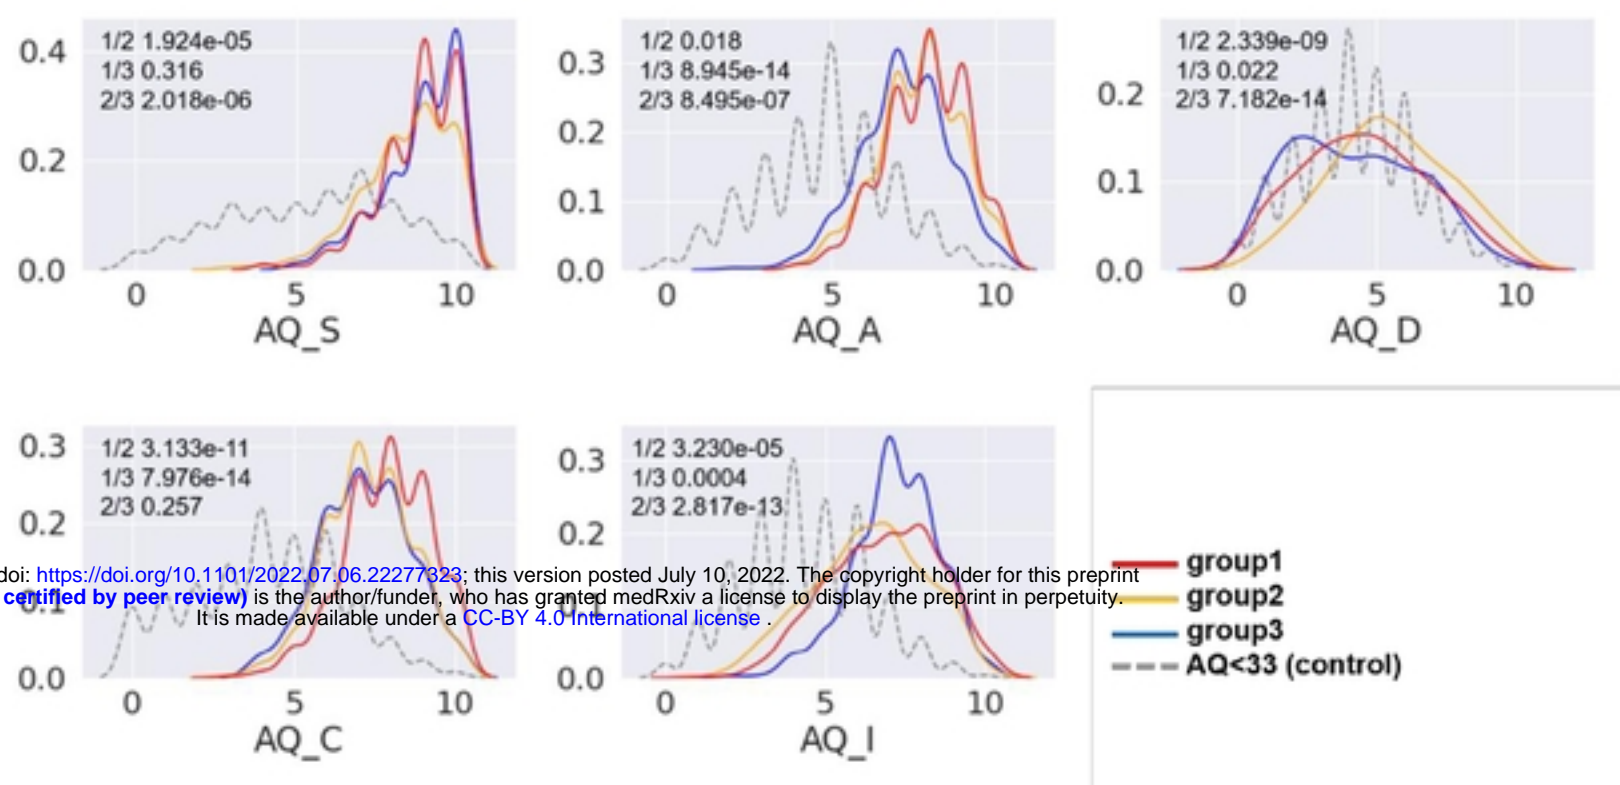 0.4
0.2
0.0
1/2 1.924e-05
1/3 0.316
2/3 2.018e-06
0 5 10
AQ_S
0.3
0.2
0.1
0.0
1/2 0.018
1/3 8.945e-14
2/3 8.495e-07
0 5 10
AQ_A
0.2
0.1
0.0
1/2 2.339e-09
1/3 0.022
2/3 7.182e-14
0 5 10
AQ_D
0.3
0.2
0.1
0.0
1/2 3.133e-11
1/3 7.976e-14
2/3 0.257
0 5 10
AQ_C
0.3
0.2
0.1
0.0
1/2 3.230e-05
1/3 0.0004
2/3 2.817e-13
0 5 10
AQ_I
group1
group2
group3
AQ<33 (control)
doi: https://doi.org/10.1101/2022.07.06.22277323; this version posted July 10, 2022. The copyright holder for this preprint
certified by peer review) is the author/funder, who has granted medRxiv a license to display the preprint in perpetuity.
It is made available under a CC-BY 4.0 International license .